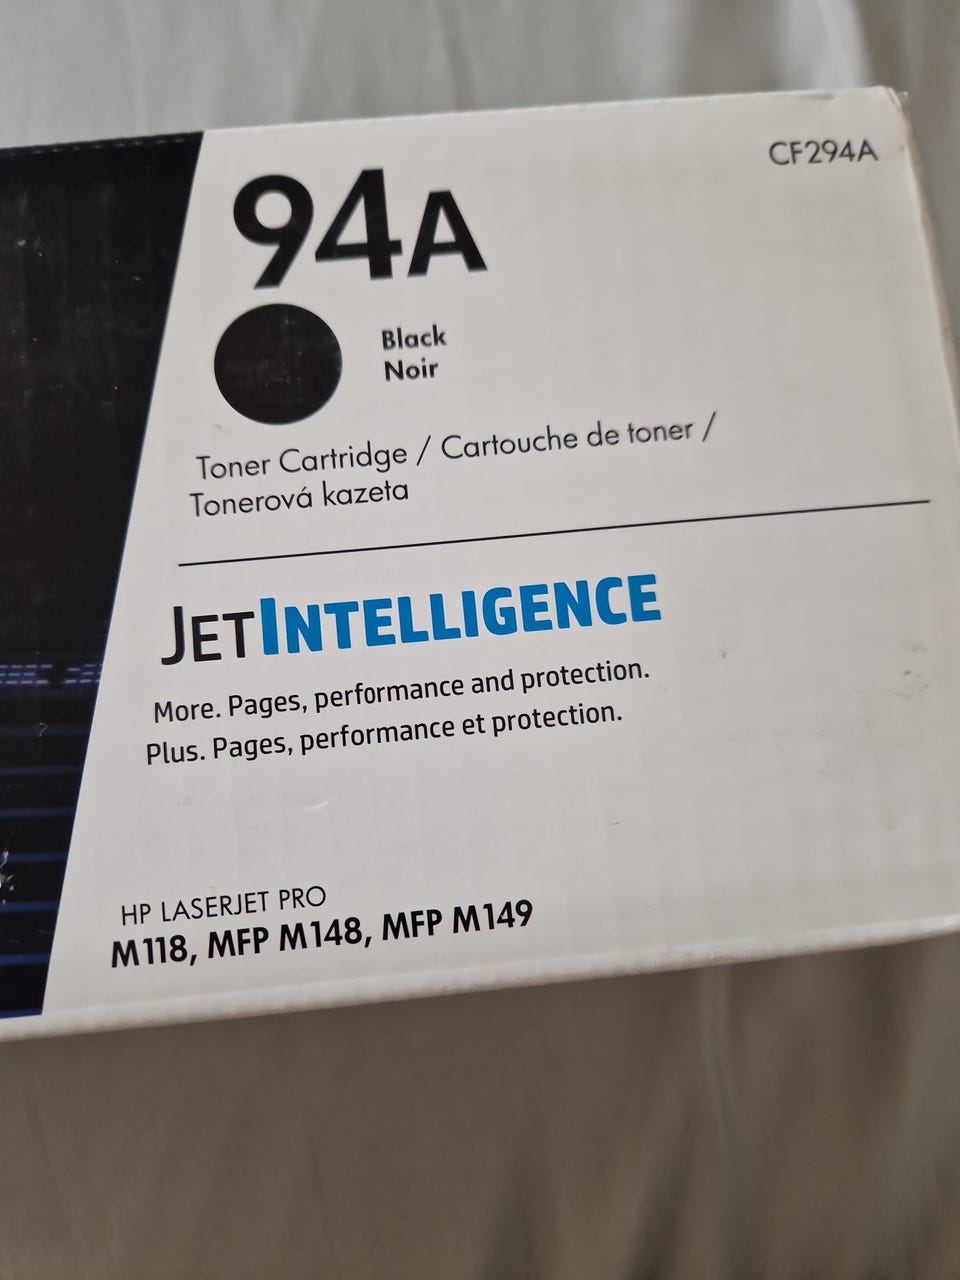 CF294A
94A
Black
Noir
Toner Cartridge / Cartouche de toner /
Tonerová kazeta
JETINTELLIGENCE
More. Pages, performance and protection.
Plus. Pages, performance et protection.
HP LASERJET PRO
M118, MFP M148, MFP M149